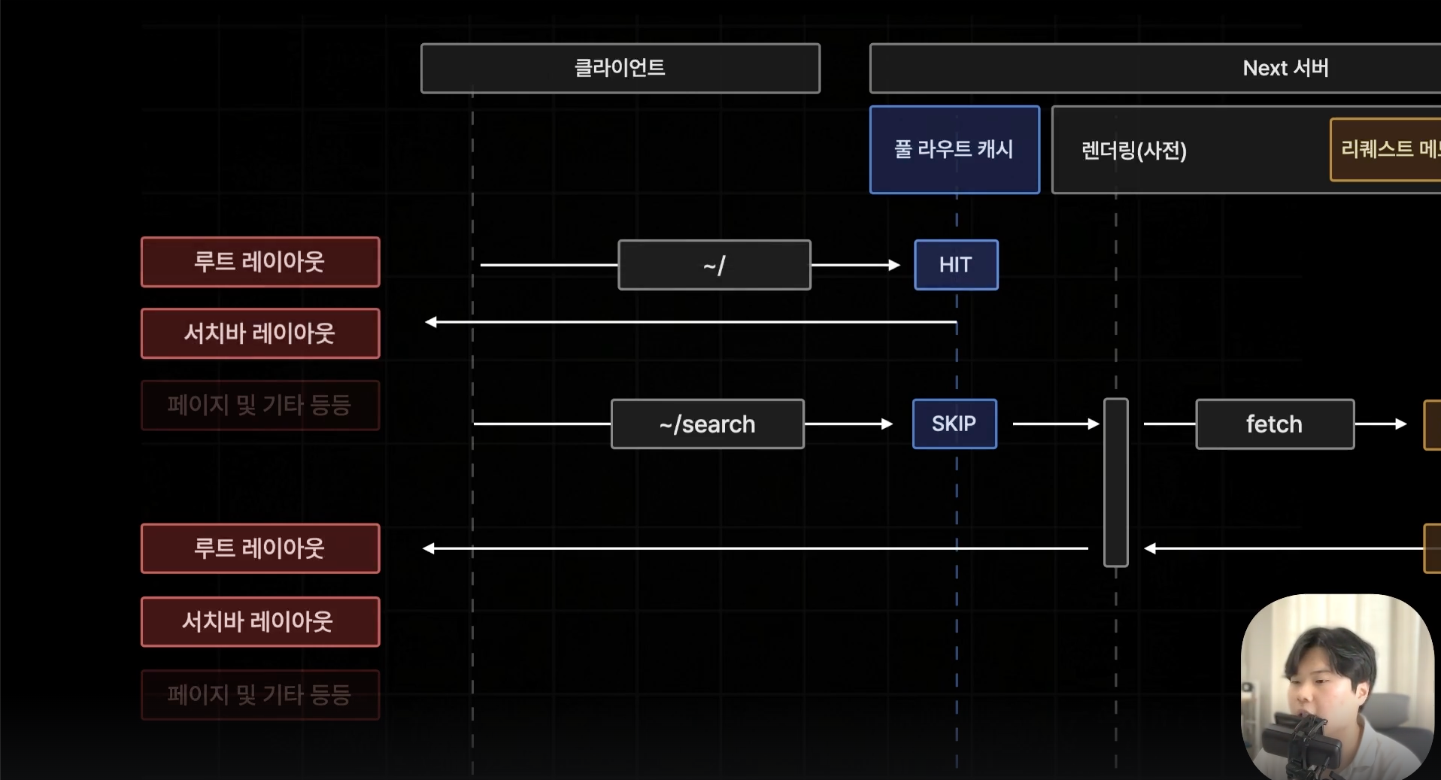 클라이언트
Next 서버
풀 라우트 캐시
렌더링(사전)
리퀘스트
루트 레이아웃
~/
HIT
서치바 레이아웃
페이지 및 기타 등등
~/search
SKIP
fetch
루트 레이아웃
서치바 레이아웃
페이지 및 기타 등등